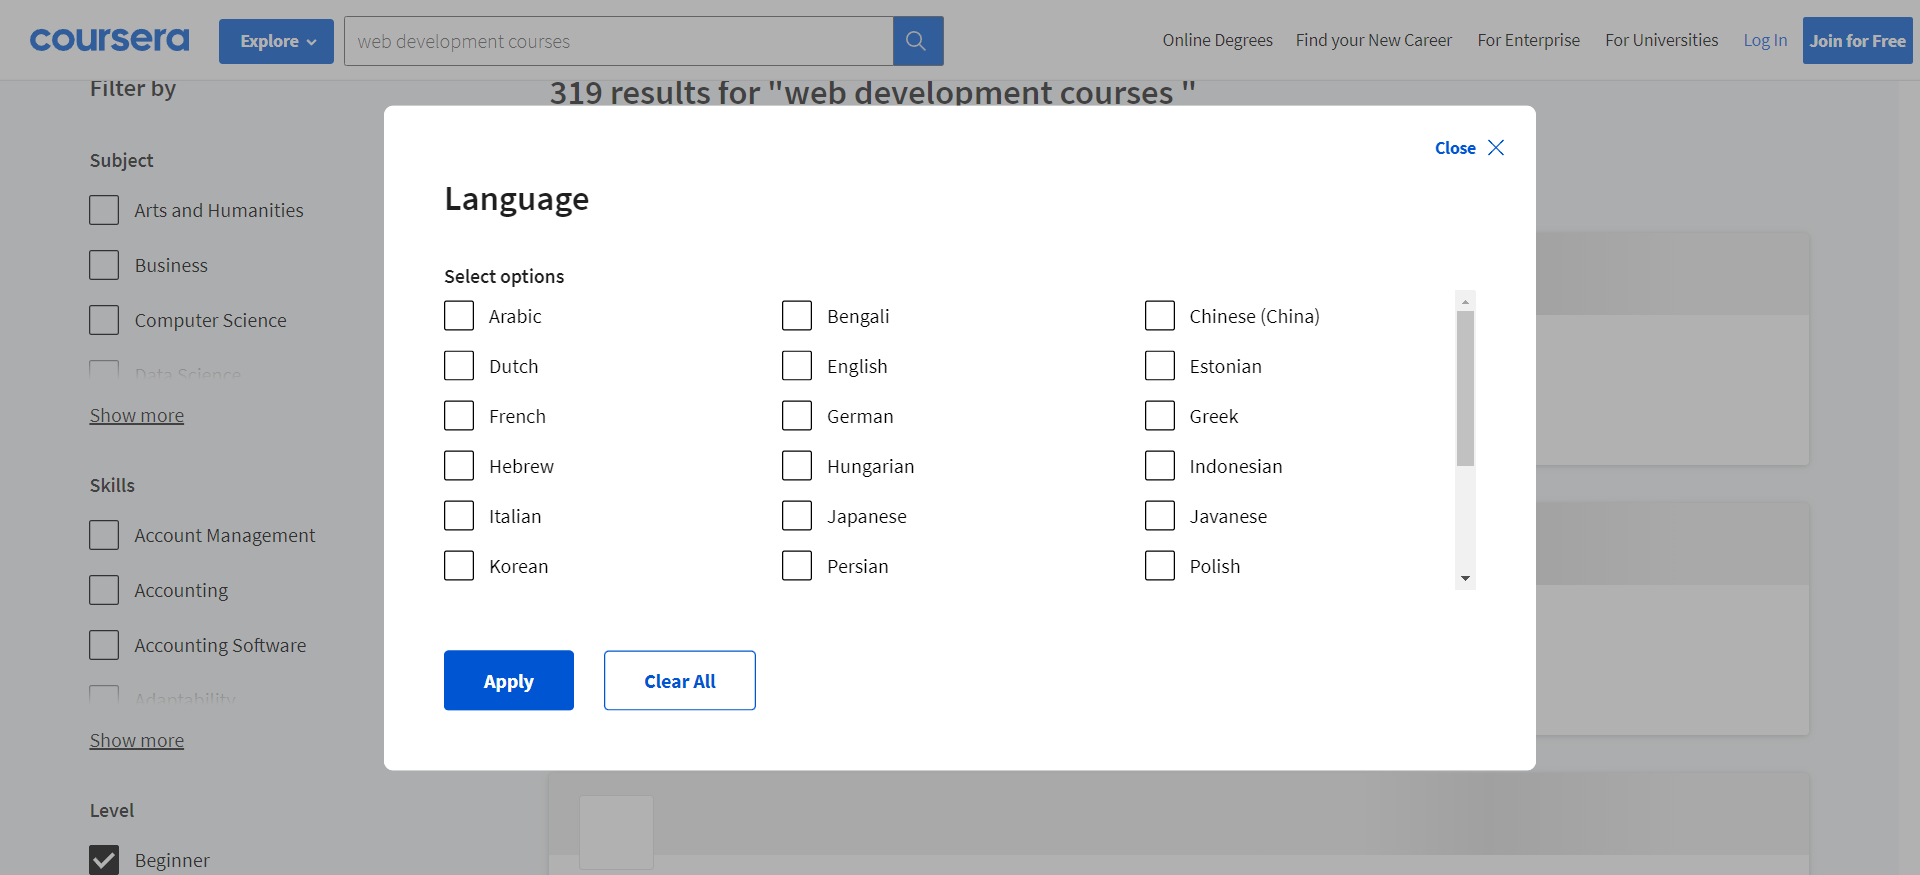 coursera
Explore
web development courses
Online Degrees
Find your New Career
For Enterprise
For Universities
Log In
Join for Free
Filter by
319 results for "web development courses "
Subject
Arts and Humanities
Business
Computer Science
Data Science
Show more
Skills
Account Management
Accounting
Accounting Software
Adaptability
Show more
Level
Beginner
Close
Language
Select options
Arabic
Bengali
Chinese (China)
Dutch
English
Estonian
French
German
Greek
Hebrew
Hungarian
Indonesian
Italian
Japanese
Javanese
Korean
Persian
Polish
Apply
Clear All